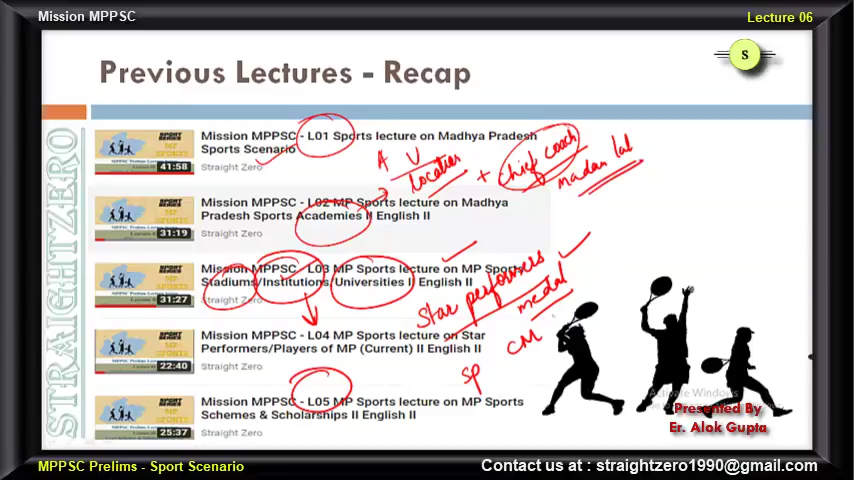 Mission MPPSC
Lecture 06
S
Previous Lectures - Recap
SPORT
SERIES
MP
SPORTS
41:58
Mission MPPSC - L01 Sports lecture on Madhya Pradesh
Sports Scenario
Straight Zero
A V
location
+ chief coach
madan lal
31:19
Mission MPPSC - L02 MP Sports lecture on Madhya
Pradesh Sports Academies II English II
Straight Zero
31:27
Mission MPPSC - L03 MP Sports lecture on MP Sports
Stadiums/Institutions/Universities II English II
Straight Zero
Star performers
medal
CM
SP
22:40
Mission MPPSC - L04 MP Sports lecture on Star
Performers/Players of MP (Current) II English II
Straight Zero
25:37
Mission MPPSC - L05 MP Sports lecture on MP Sports
Schemes & Scholarships II English II
Straight Zero
STRAIGHTZERO
Activate Windows
Presented By
Er. Alok Gupta
MPPSC Prelims - Sport Scenario
Contact us at : straightzero1990@gmail.com